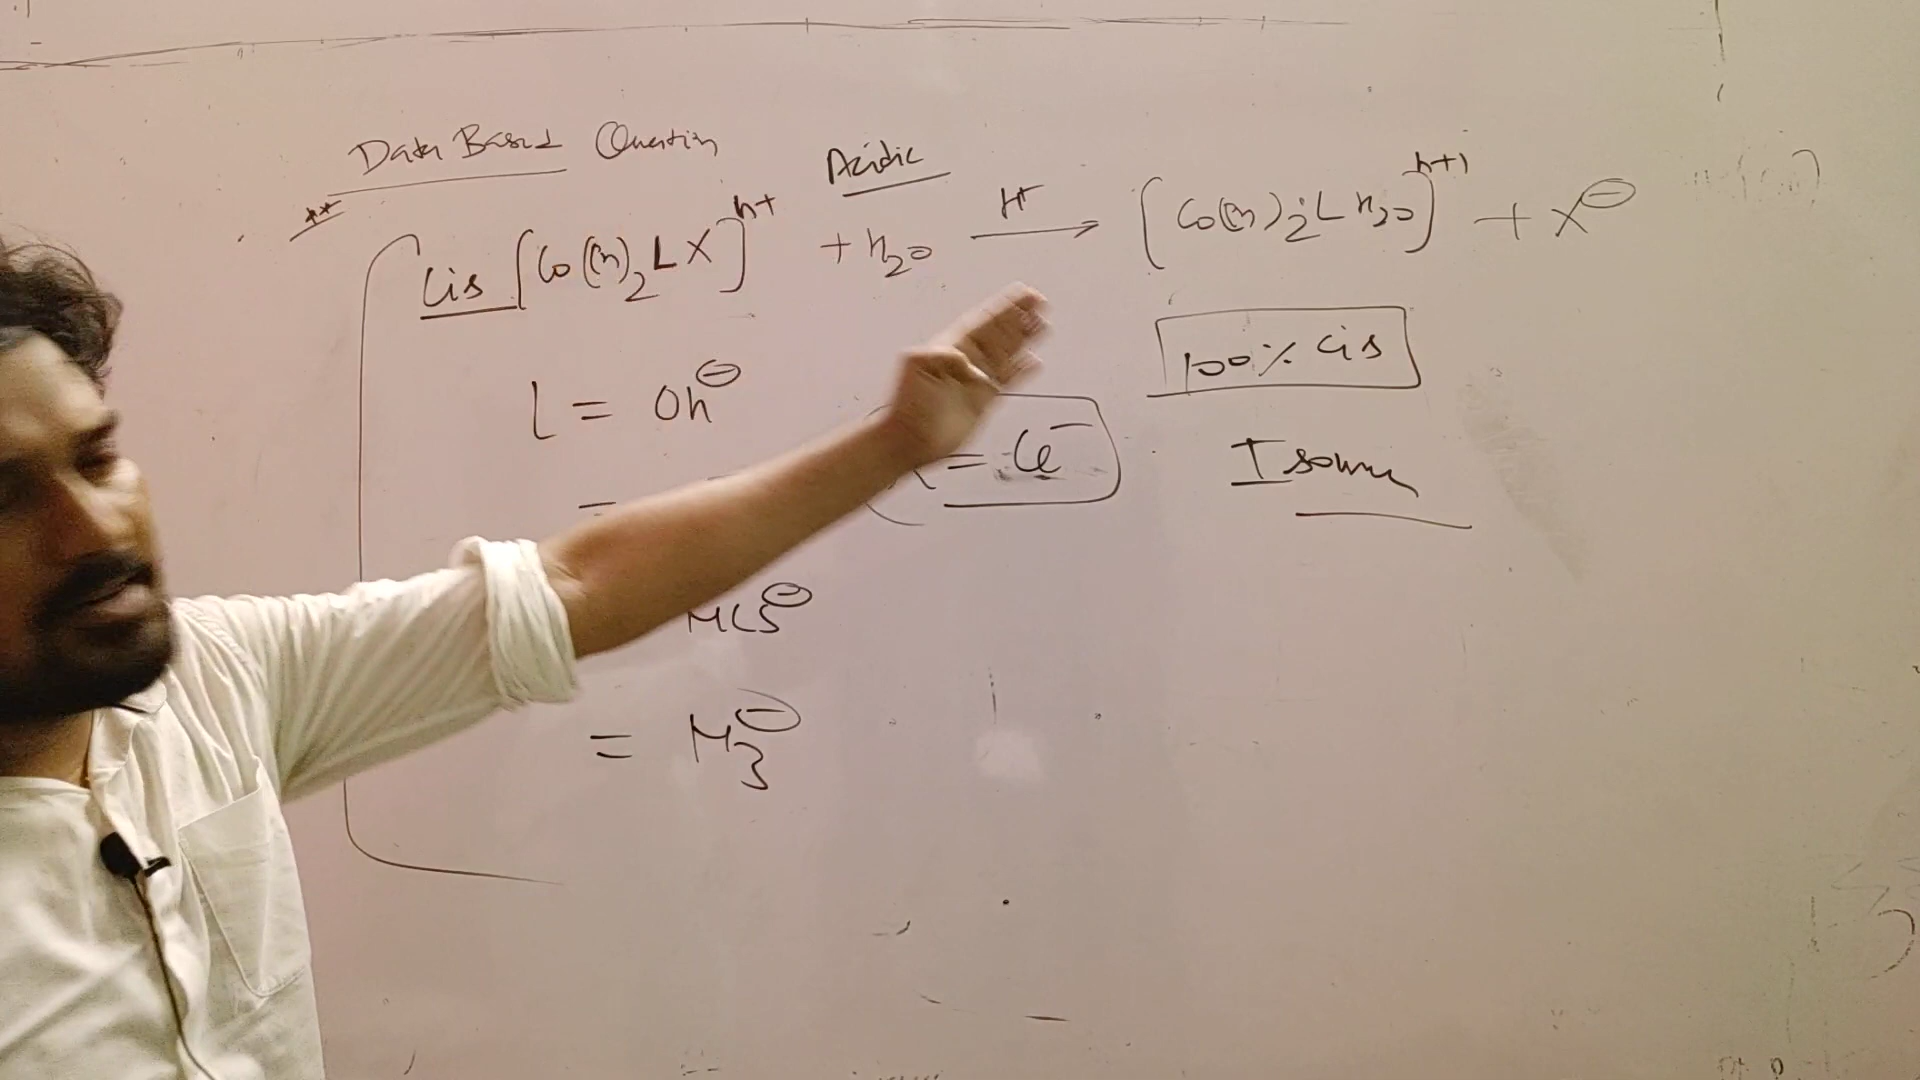 Data Based Question
**
Acidic
Cis [Co(en)₂LX]ⁿ⁺ + H₂O —H⁺→ [Co(en)₂L H₂O]ⁿ⁺¹ + X⊖
100% Cis
L = OH⊖
= Cl⁻
Isomer
=
NCS⊖
= N₃⊖